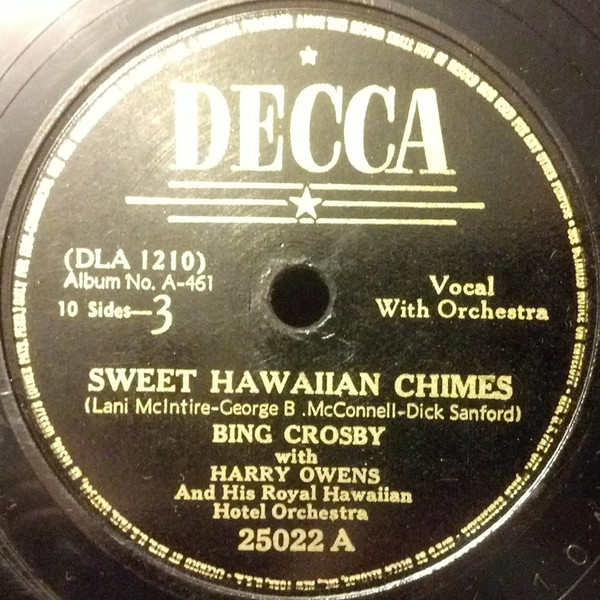 DECCA
(DLA 1210)
Album No. A-461
10 Sides—3
Vocal
With Orchestra
SWEET HAWAIIAN CHIMES
(Lani McIntire-George B .McConnell-Dick Sanford)
BING CROSBY
with
HARRY OWENS
And His Royal Hawaiian
Hotel Orchestra
25022 A